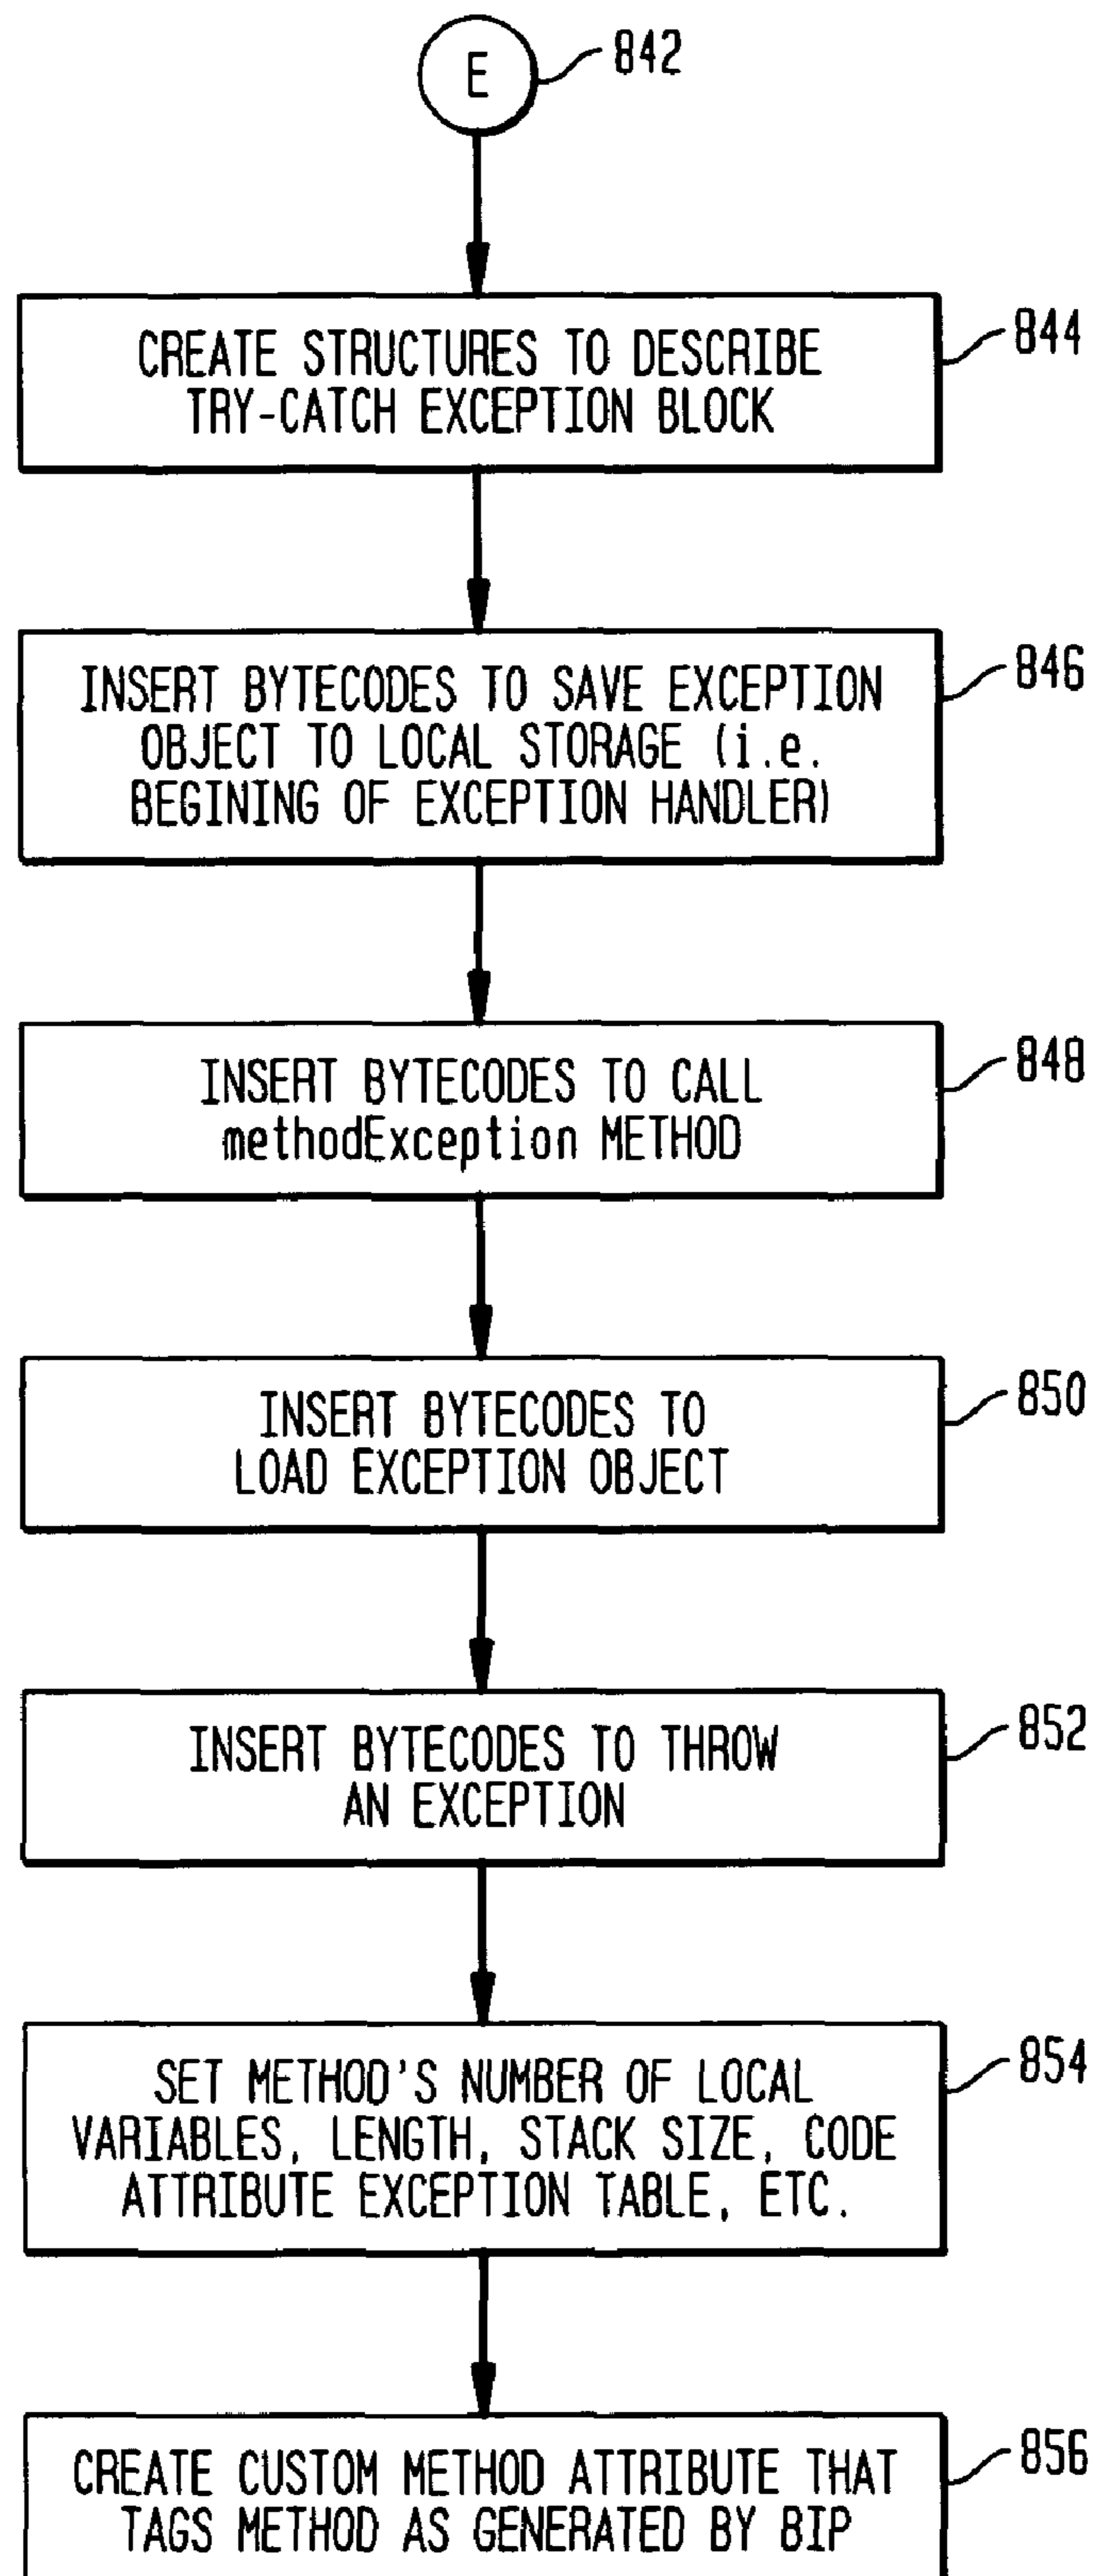 E
842
CREATE STRUCTURES TO DESCRIBE
TRY-CATCH EXCEPTION BLOCK
844
INSERT BYTECODES TO SAVE EXCEPTION
OBJECT TO LOCAL STORAGE (i.e.
BEGINING OF EXCEPTION HANDLER)
846
INSERT BYTECODES TO CALL
methodException METHOD
848
INSERT BYTECODES TO
LOAD EXCEPTION OBJECT
850
INSERT BYTECODES TO THROW
AN EXCEPTION
852
SET METHOD'S NUMBER OF LOCAL
VARIABLES, LENGTH, STACK SIZE, CODE
ATTRIBUTE EXCEPTION TABLE, ETC.
854
CREATE CUSTOM METHOD ATTRIBUTE THAT
TAGS METHOD AS GENERATED BY BIP
856